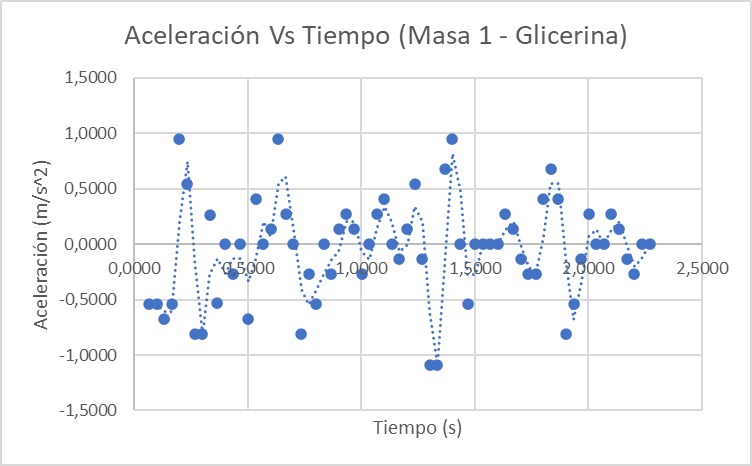 Aceleración Vs Tiempo (Masa 1 - Glicerina)
1,5000
1,0000
0,5000
0,0000
0,0000 0,5000 1,0000 1,5000 2,0000 2,5000
-0,5000
-1,0000
-1,5000
Aceleración (m/s^2)
Tiempo (s)